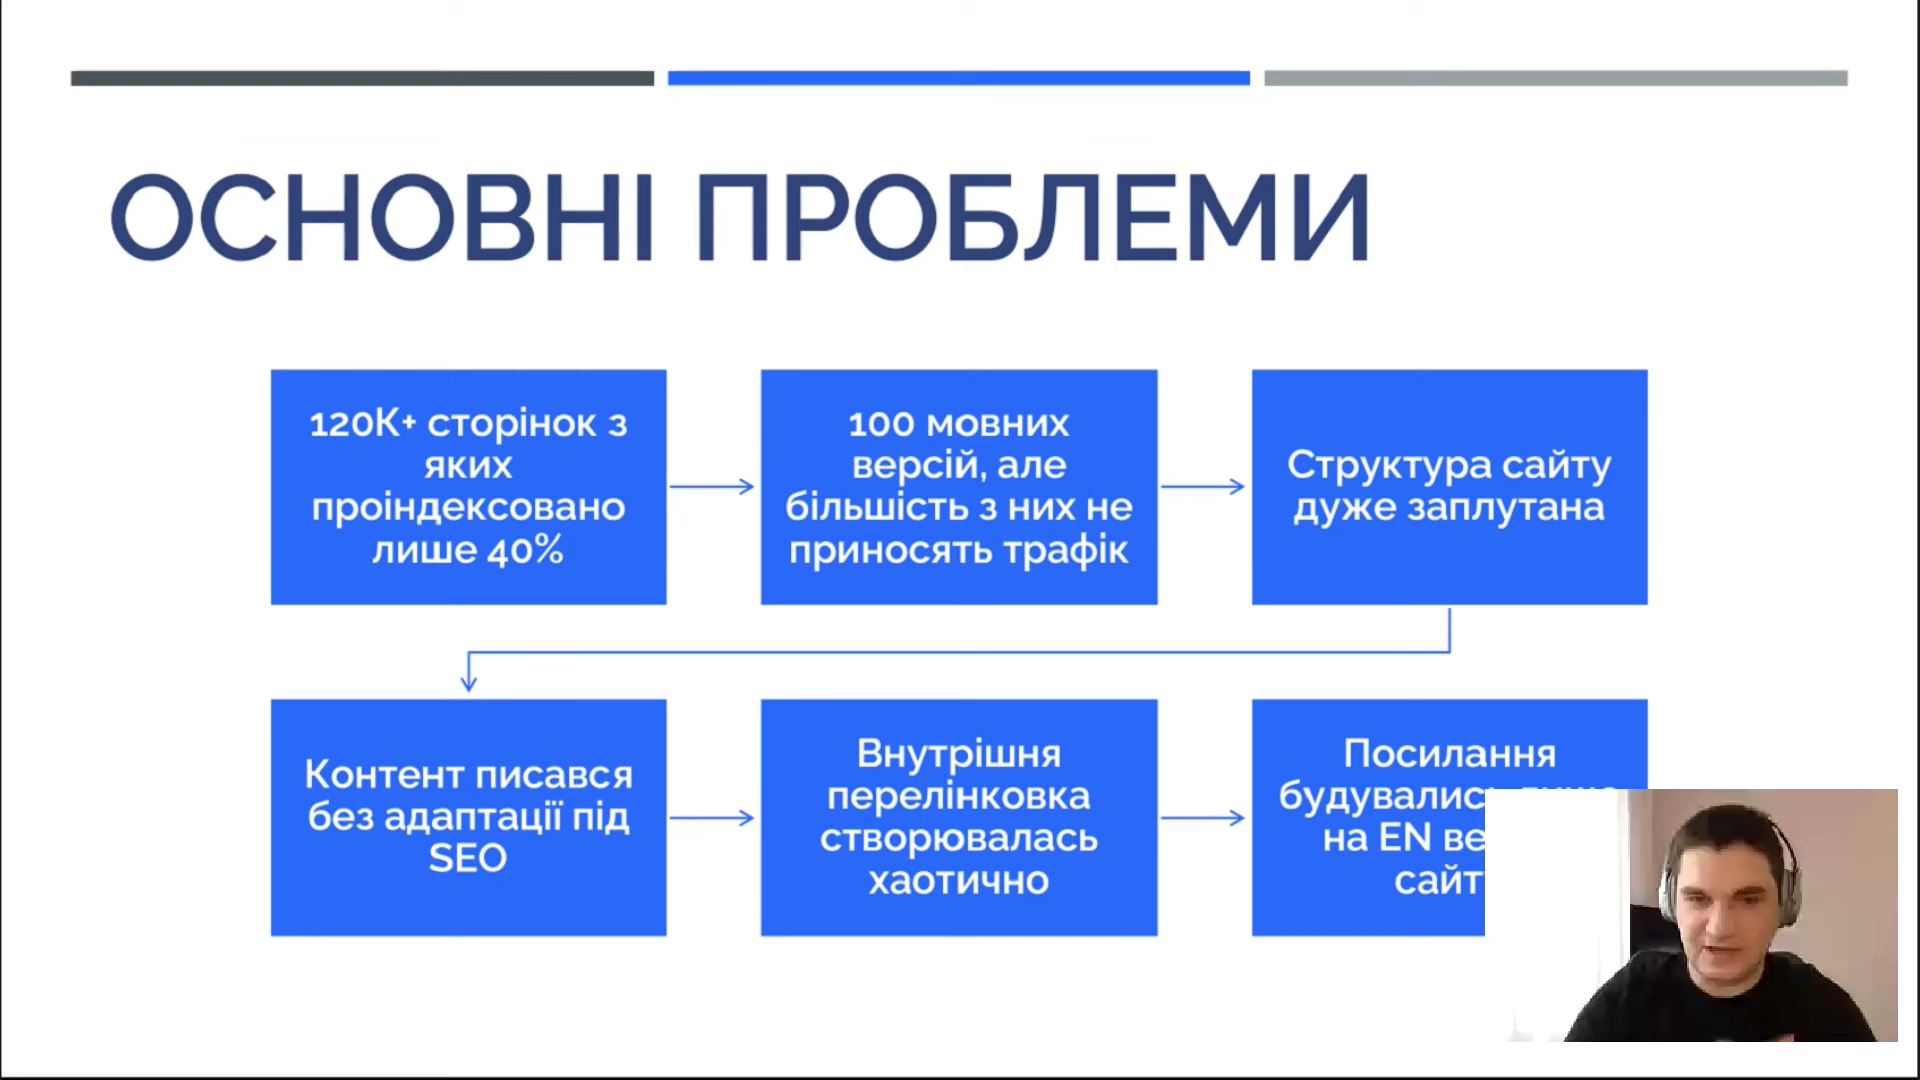 ОСНОВНІ ПРОБЛЕМИ
120К+ сторінок з
яких
проіндексовано
лише 40%
100 мовних
версій, але
більшість з них не
приносять трафік
Структура сайту
дуже заплутана
Контент писався
без адаптації під
SEO
Внутрішня
перелінковка
створювалась
хаотично
Посилання
на EN